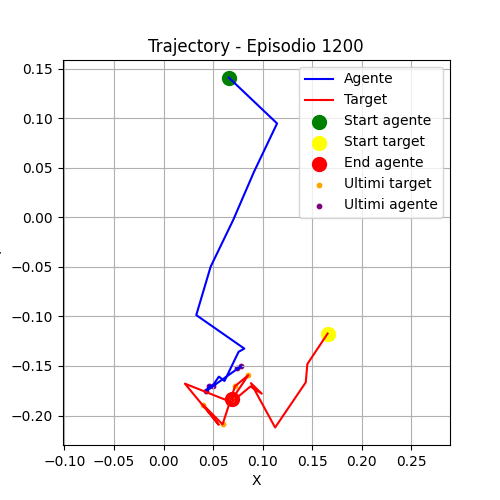 Trajectory - Episodio 1200
Agente
Target
Start agente
Start target
End agente
Ultimi target
Ultimi agente
0.15
0.10
0.05
0.00
−0.05
−0.10
−0.15
−0.20
−0.10
−0.05
0.00
0.05
0.10
0.15
0.20
0.25
X